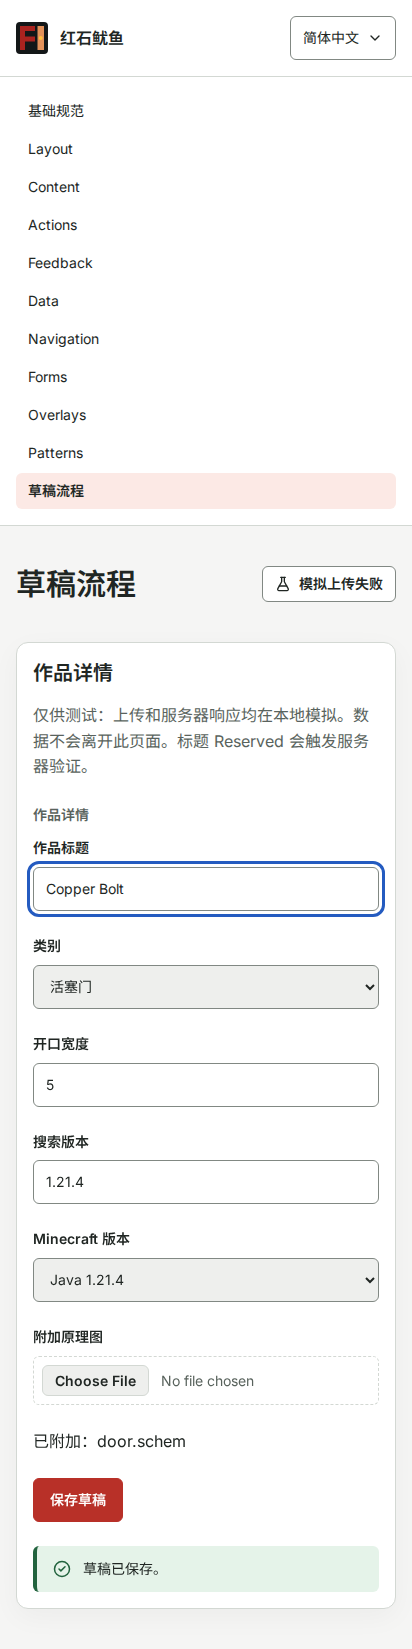 FI
红石鱿鱼
简体中文
基础规范
Layout
Content
Actions
Feedback
Data
Navigation
Forms
Overlays
Patterns
草稿流程
草稿流程
模拟上传失败
作品详情
仅供测试：上传和服务器响应均在本地模拟。数
据不会离开此页面。标题 Reserved 会触发服务
器验证。
作品详情
作品标题
Copper Bolt
类别
活塞门
开口宽度
5
搜索版本
1.21.4
Minecraft 版本
Java 1.21.4
附加原理图
Choose File No file chosen
已附加：door.schem
保存草稿
草稿已保存。